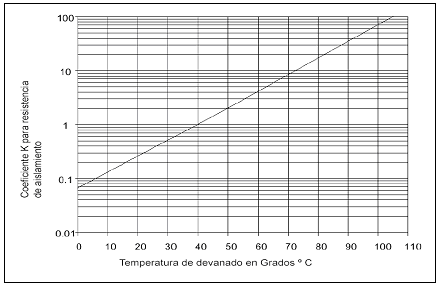 100
10
1
0.1
0.01
Coeficiente K para resistencia
de aislamiento
0 10 20 30 40 50 60 70 80 90 100 110
Temperatura de devanado en Grados º C